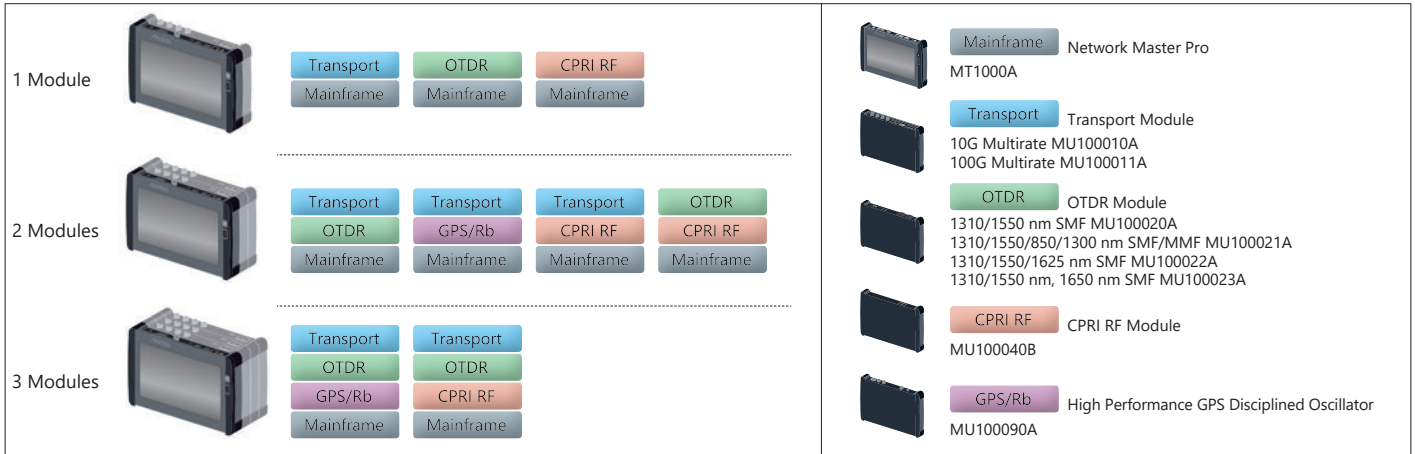 1 Module
Transport OTDR CPRI RF
Mainframe Mainframe Mainframe
2 Modules
Transport Transport Transport OTDR
OTDR GPS/Rb CPRI RF CPRI RF
Mainframe Mainframe Mainframe Mainframe
3 Modules
Transport Transport
OTDR OTDR
GPS/Rb CPRI RF
Mainframe Mainframe
Mainframe Network Master Pro
MT1000A
Transport Transport Module
10G Multirate MU100010A
100G Multirate MU100011A
OTDR OTDR Module
1310/1550 nm SMF MU100020A
1310/1550/850/1300 nm SMF/MMF MU100021A
1310/1550/1625 nm SMF MU100022A
1310/1550 nm, 1650 nm SMF MU100023A
CPRI RF CPRI RF Module
MU100040B
GPS/Rb High Performance GPS Disciplined Oscillator
MU100090A